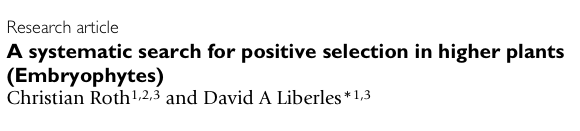 Research article
A systematic search for positive selection in higher plants
(Embryophytes)
Christian Roth1,2,3 and David A Liberles*1,3